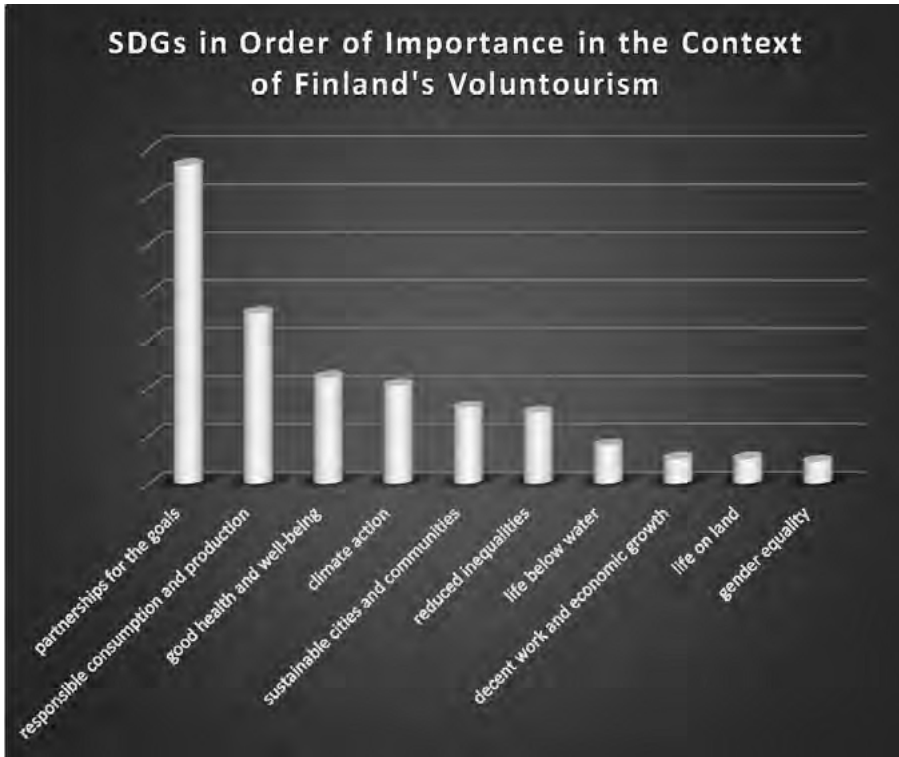 SDGs in Order of Importance in the Context
of Finland's Voluntourism
partnerships for the goals
responsible consumption and production
good health and well-being
climate action
sustainable cities and communities
reduced inequalities
life below water
decent work and economic growth
life on land
gender equality